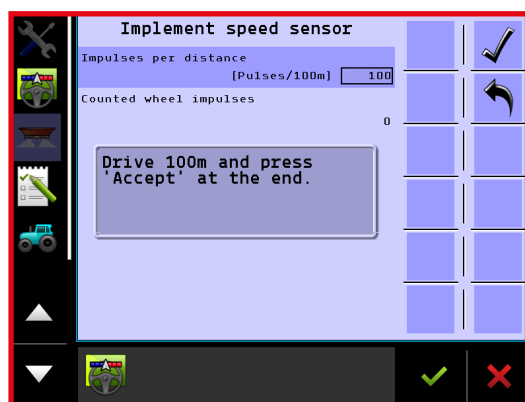 Implement speed sensor
Impulses per distance
[Pulses/100m] 100
Counted wheel impulses
0
Drive 100m and press
'Accept' at the end.